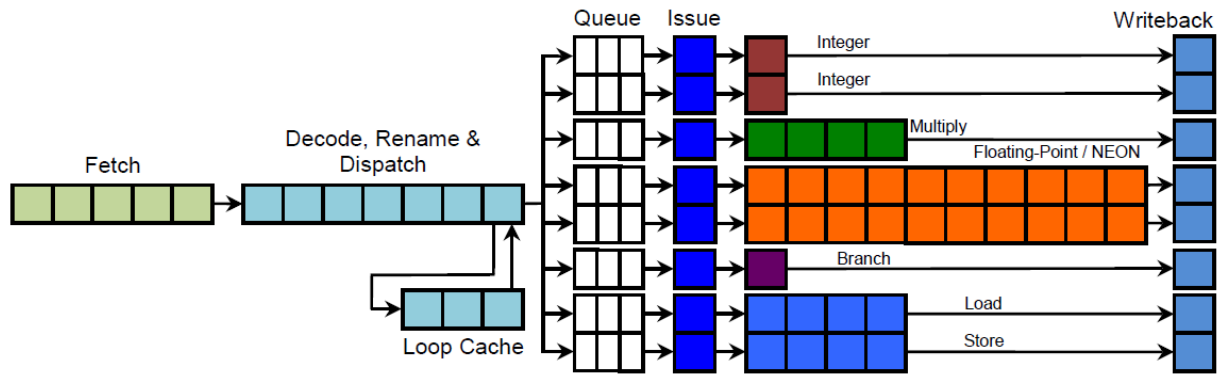 Queue
Issue
Writeback
Integer
Integer
Decode, Rename &
Dispatch
Multiply
Floating-Point / NEON
Fetch
Branch
Load
Loop Cache
Store